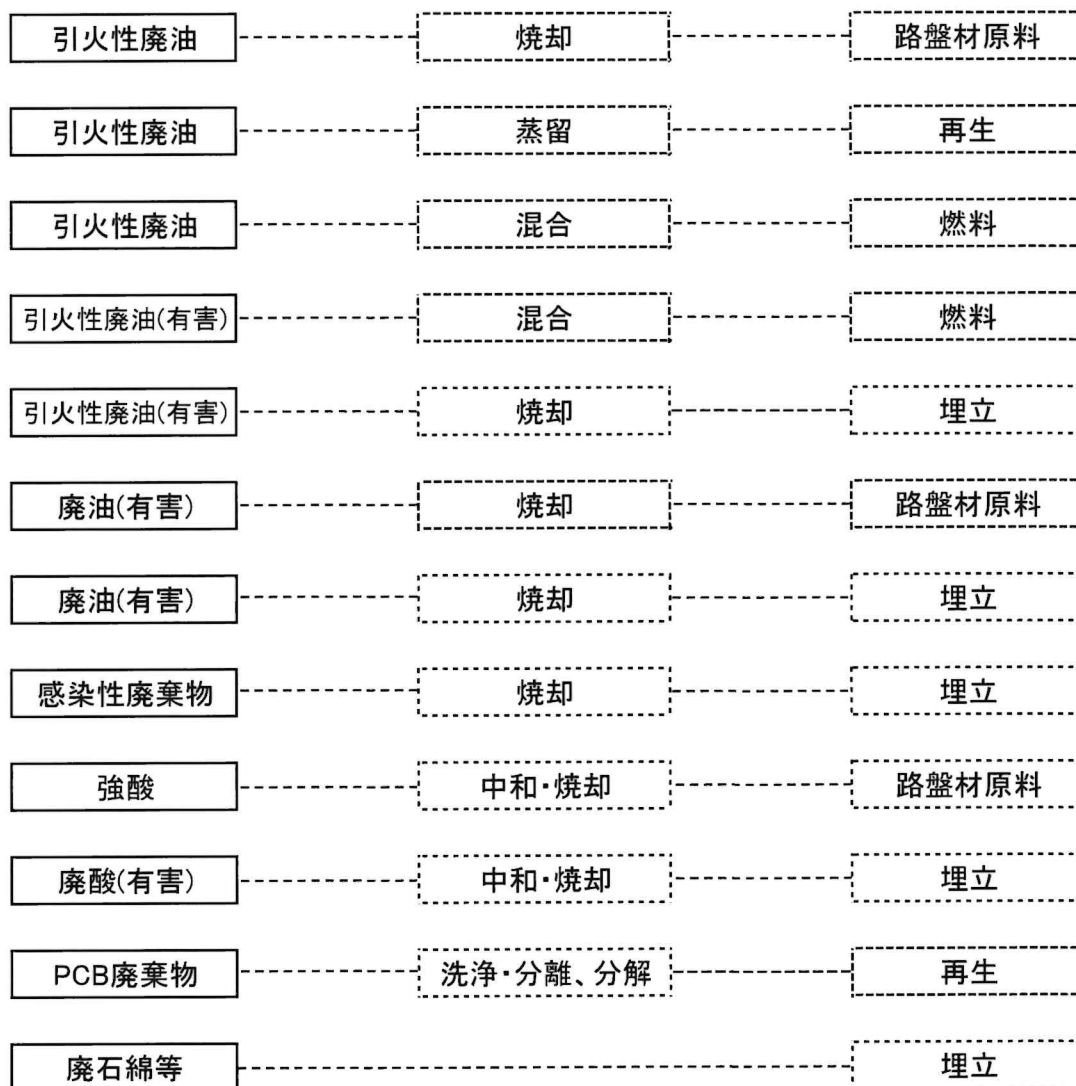 引火性廃油 焼却 路盤材原料
引火性廃油 蒸留 再生
引火性廃油 混合 燃料
引火性廃油(有害) 混合 燃料
引火性廃油(有害) 焼却 埋立
廃油(有害) 焼却 路盤材原料
廃油(有害) 焼却 埋立
感染性廃棄物 焼却 埋立
強酸 中和・焼却 路盤材原料
廃酸(有害) 中和・焼却 埋立
PCB廃棄物 洗浄・分離、分解 再生
廃石綿等 埋立